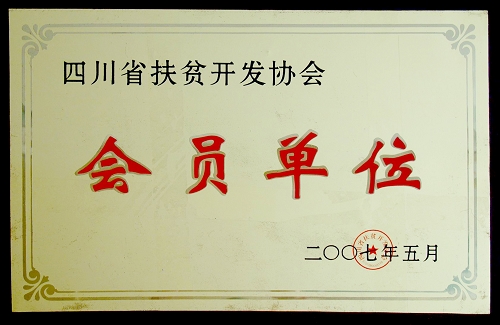 四川省扶贫开发协会
会员单位
二〇〇七年五月